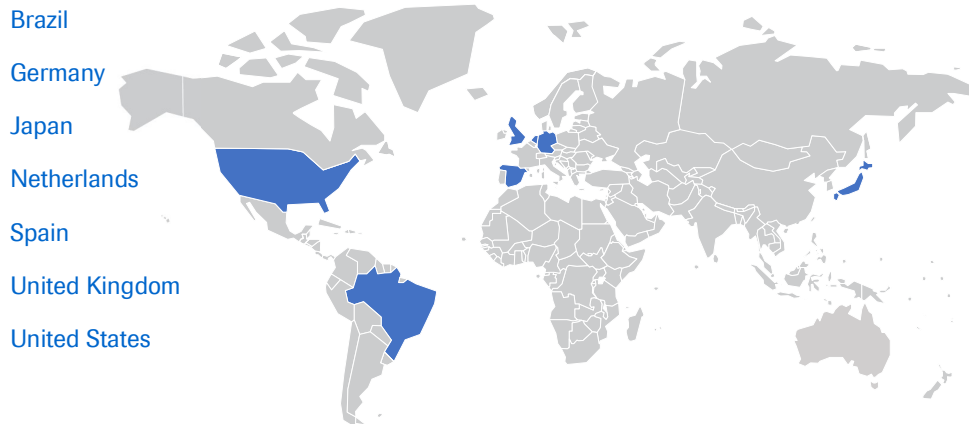 Brazil
Germany
Japan
Netherlands
Spain
United Kingdom
United States